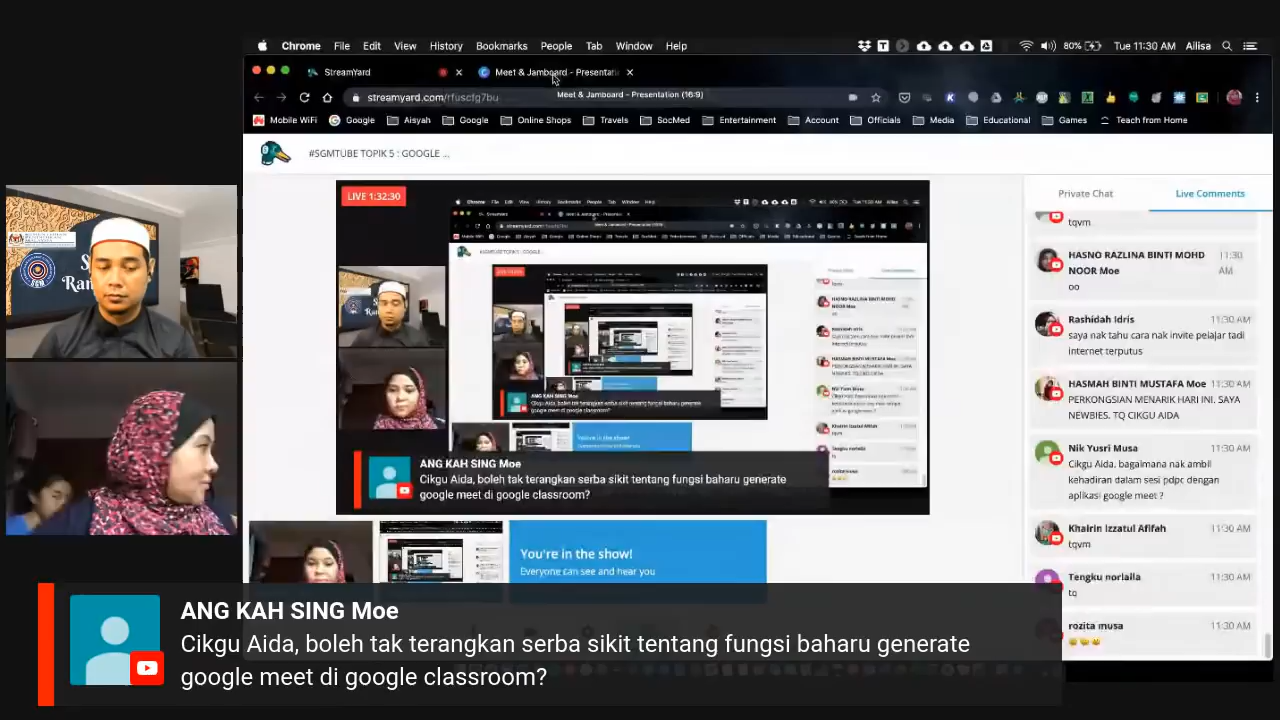 Chrome File Edit View History Bookmarks People Tab Window Help
80% Tue 11:30 AM Ailisa
StreamYard
Meet & Jamboard - Presentati
streamyard.com/rfuscfg7bu
Meet & Jamboard - Presentation (16:9)
Mobile WiFi Google Aisyah Google Online Shops Travels SocMed Entertainment Account Officials Media Educational Games Teach from Home
#SGMTUBE TOPIK 5 : GOOGLE ...
Private Chat Live Comments
LIVE 1:32:30
tqvm
HASNO RAZLINA BINTI MOHD NOOR Moe 11:30 AM
oo
Rashidah Idris 11:30 AM
saya nak tahu cara nak invite pelajar tadi
internet terputus
HASMAH BINTI MUSTAFA Moe 11:30 AM
PERKONGSIAN MENARIK HARI INI. SAYA
NEWBIES. TQ CIKGU AIDA
Nik Yusri Musa 11:30 AM
Cikgu Aida, bagaimana nak ambil
kehadiran dalam sesi pdpc dengan
aplikasi google meet ?
Khairin Izzatul Afifah 11:30 AM
tqvm
Tengku norlaila 11:30 AM
tq
rozita musa 11:30 AM
ANG KAH SING Moe
Cikgu Aida, boleh tak terangkan serba sikit tentang fungsi baharu generate
google meet di google classroom?
You're in the show!
Everyone can see and hear you
ANG KAH SING Moe
Cikgu Aida, boleh tak terangkan serba sikit tentang fungsi baharu generate
google meet di google classroom?